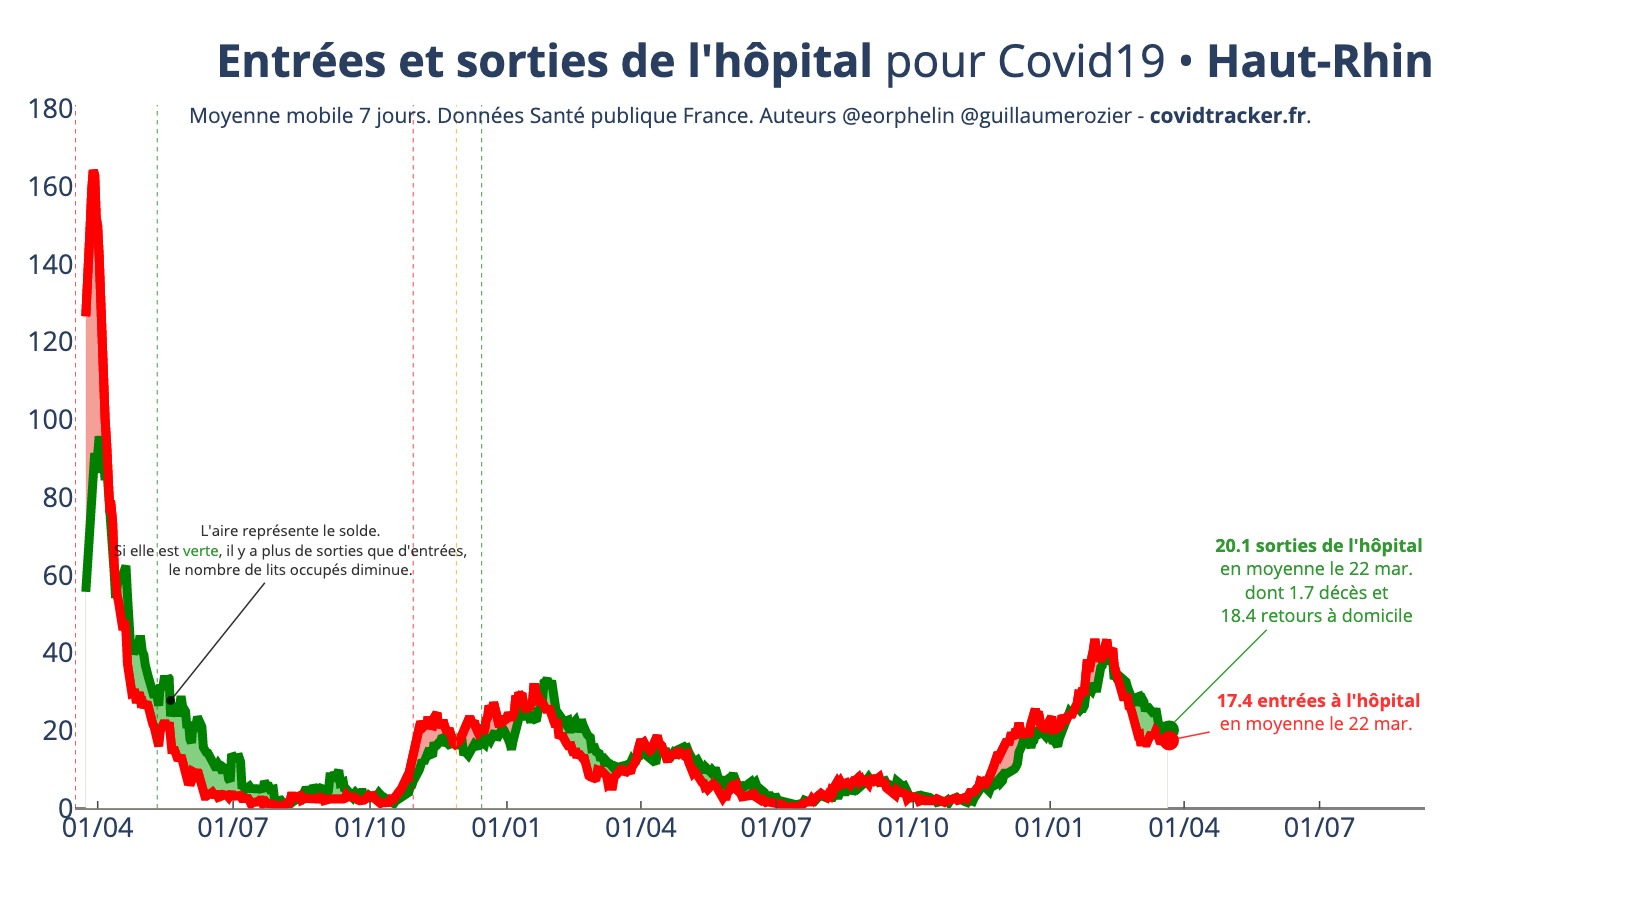 Entrées et sorties de l'hôpital pour Covid19 • Haut-Rhin
Moyenne mobile 7 jours. Données Santé publique France. Auteurs @eorphelin @guillaumerozier - covidtracker.fr.
180
160
140
120
100
80
60
40
20
0
L'aire représente le solde.
Si elle est verte, il y a plus de sorties que d'entrées,
le nombre de lits occupés diminue.
20.1 sorties de l'hôpital
en moyenne le 22 mar.
dont 1.7 décès et
18.4 retours à domicile
17.4 entrées à l'hôpital
en moyenne le 22 mar.
01/04 01/07 01/10 01/01 01/04 01/07 01/10 01/01 01/04 01/07